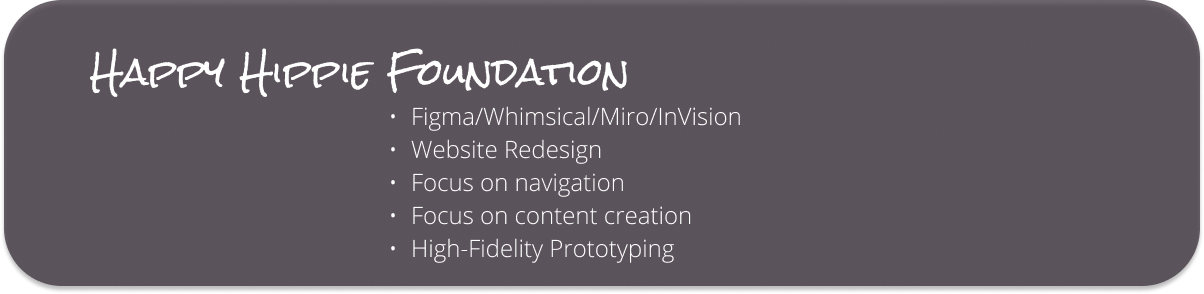 Happy Hippie Foundation
• Figma/Whimsical/Miro/InVision
• Website Redesign
• Focus on navigation
• Focus on content creation
• High-Fidelity Prototyping